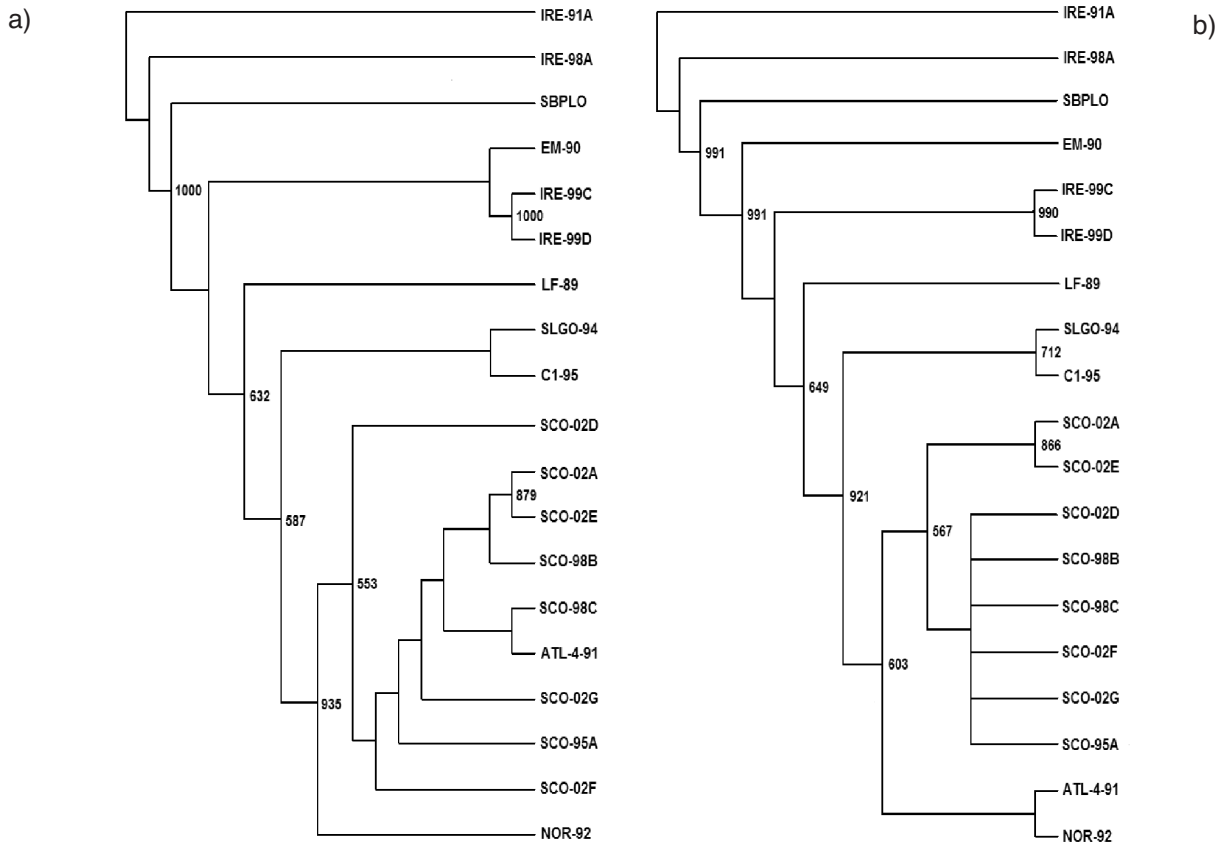 a)
IRE-91A
IRE-98A
SBPLO
EM-90
1000
IRE-99C
1000
IRE-99D
LF-89
SLGO-94
C1-95
632
SCO-02D
SCO-02A
879
SCO-02E
587
SCO-98B
553
SCO-98C
ATL-4-91
SCO-02G
935
SCO-95A
SCO-02F
NOR-92
b)
IRE-91A
IRE-98A
SBPLO
EM-90
991
IRE-99C
990
991
IRE-99D
LF-89
SLGO-94
712
C1-95
649
SCO-02A
866
SCO-02E
921
SCO-02D
567
SCO-98B
SCO-98C
SCO-02F
603
SCO-02G
SCO-95A
ATL-4-91
NOR-92